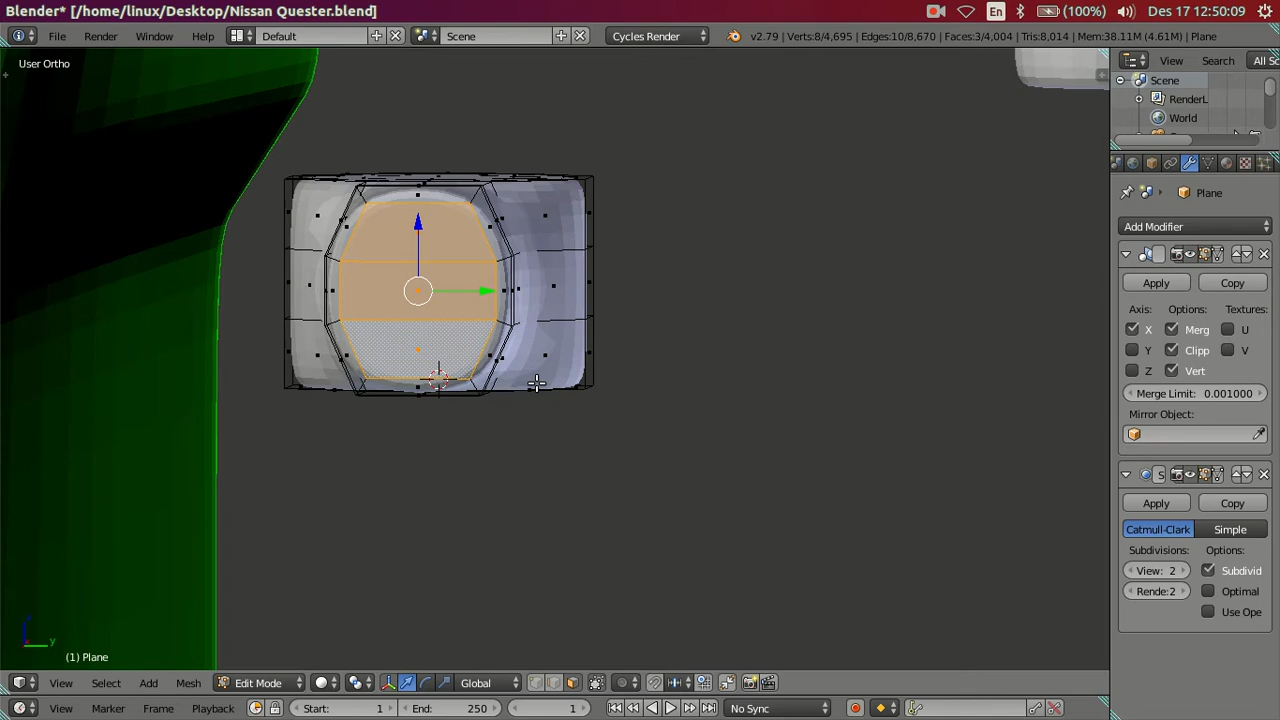 Blender* [/home/linux/Desktop/Nissan Quester.blend]
En (100%) Des 17 12:50:09
File Render Window Help Default Scene Cycles Render v2.79 | Verts:8/4,695 | Edges:10/8,670 | Faces:3/4,004 | Tris:8,014 | Mem:38.11M (4.61M) | Plane
User Ortho
View Search All Sc
Scene
RenderL
World
Plane
Add Modifier
Apply Copy
Axis: Options: Textures:
X Merg U
Y Clipp V
Z Vert
Merge Limit: 0.001000
Mirror Object:
S
Apply Copy
Catmull-Clark Simple
Subdivisions: Options:
View: 2 Subdivid
Rende:2 Optimal
Use Ope
z
y
(1) Plane
View Select Add Mesh Edit Mode Global
View Marker Frame Playback Start: 1 End: 250 1 No Sync